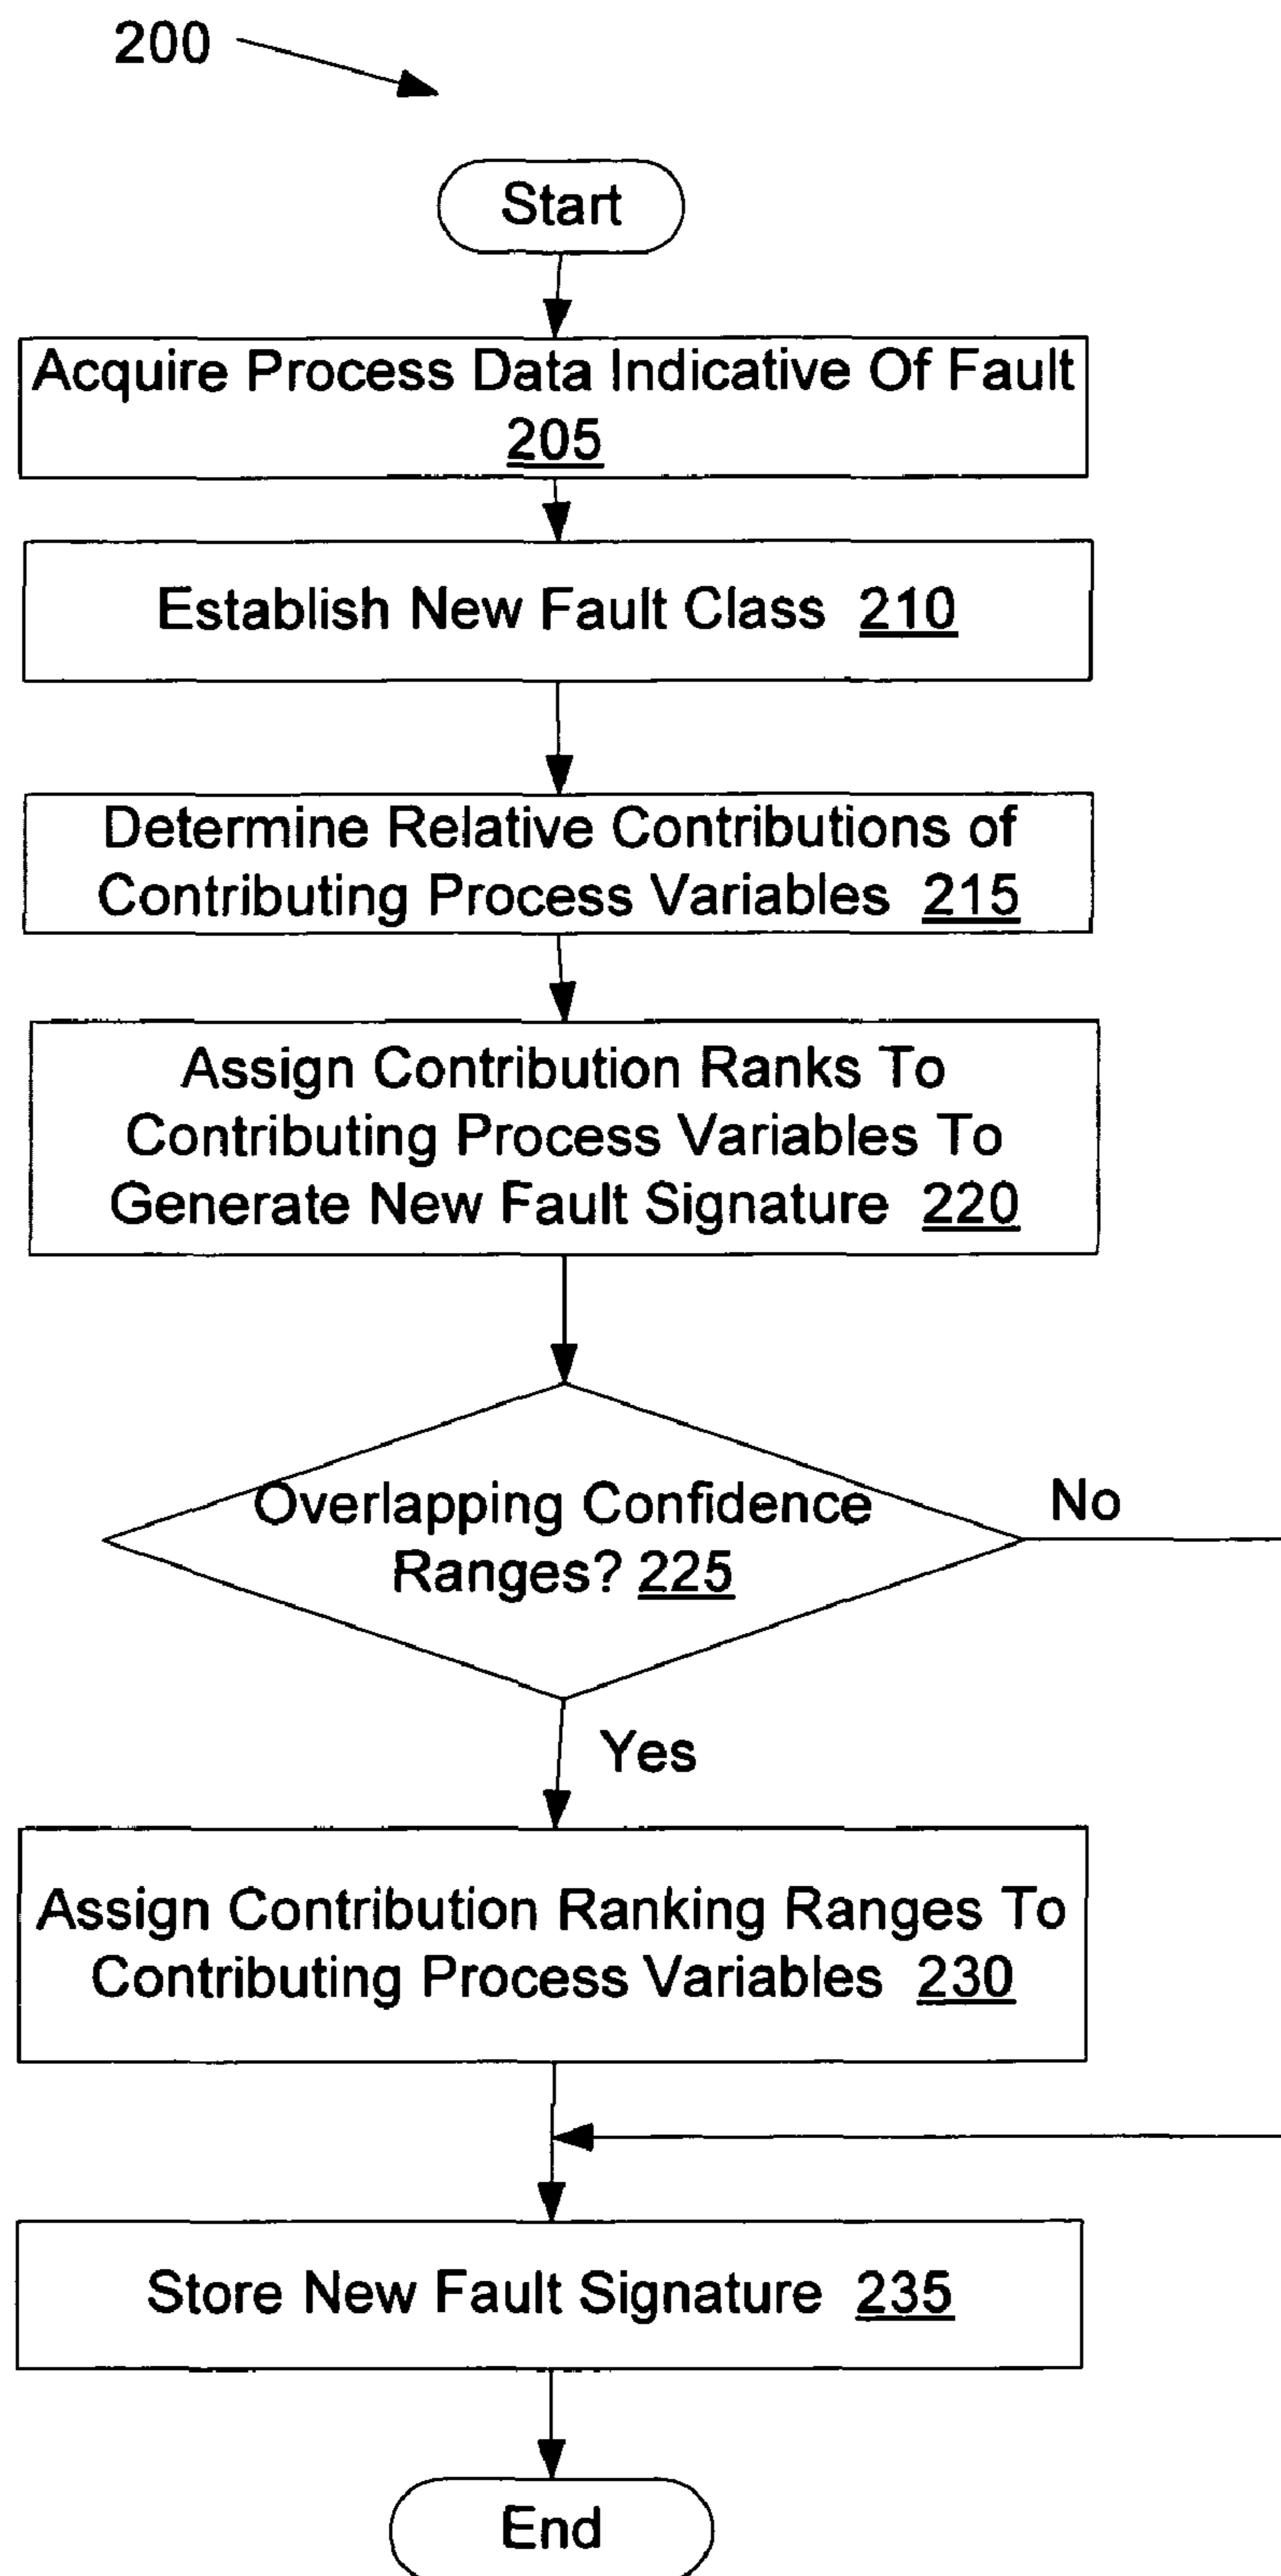 200
Start
Acquire Process Data Indicative Of Fault
205
Establish New Fault Class 210
Determine Relative Contributions of
Contributing Process Variables 215
Assign Contribution Ranks To
Contributing Process Variables To
Generate New Fault Signature 220
Overlapping Confidence
Ranges? 225
No
Yes
Assign Contribution Ranking Ranges To
Contributing Process Variables 230
Store New Fault Signature 235
End